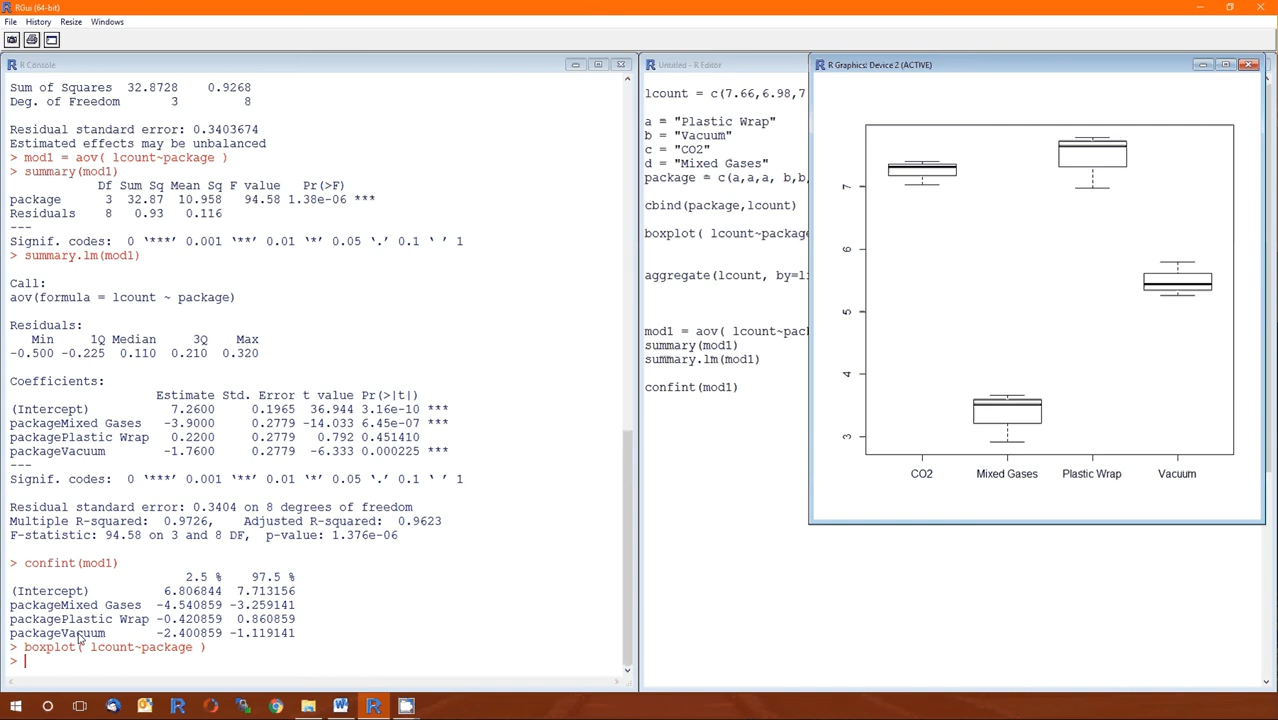 RGui (64-bit)
File History Resize Windows
R Console
Sum of Squares 32.8728 0.9268
Deg. of Freedom 3 8
Residual standard error: 0.3403674
Estimated effects may be unbalanced
> mod1 = aov( lcount~package )
> summary(mod1)
Df Sum Sq Mean Sq F value Pr(>F)
package 3 32.87 10.958 94.58 1.38e-06 ***
Residuals 8 0.93 0.116
---
Signif. codes: 0 ‘***’ 0.001 ‘**’ 0.01 ‘*’ 0.05 ‘.’ 0.1 ‘ ’ 1
> summary.lm(mod1)
Call:
aov(formula = lcount ~ package)
Residuals:
Min 1Q Median 3Q Max
-0.500 -0.225 0.110 0.210 0.320
Coefficients:
Estimate Std. Error t value Pr(>|t|)
(Intercept) 7.2600 0.1965 36.944 3.16e-10 ***
packageMixed Gases -3.9000 0.2779 -14.033 6.45e-07 ***
packagePlastic Wrap 0.2200 0.2779 0.792 0.451410
packageVacuum -1.7600 0.2779 -6.333 0.000225 ***
---
Signif. codes: 0 ‘***’ 0.001 ‘**’ 0.01 ‘*’ 0.05 ‘.’ 0.1 ‘ ’ 1
Residual standard error: 0.3404 on 8 degrees of freedom
Multiple R-squared: 0.9726, Adjusted R-squared: 0.9623
F-statistic: 94.58 on 3 and 8 DF, p-value: 1.376e-06
> confint(mod1)
2.5 % 97.5 %
(Intercept) 6.806844 7.713156
packageMixed Gases -4.540859 -3.259141
packagePlastic Wrap -0.420859 0.860859
packageVacuum -2.400859 -1.119141
> boxplot( lcount~package )
>
Untitled - R Editor
lcount = c(7.66,6.98,7
a = "Plastic Wrap"
b = "Vacuum"
c = "CO2"
d = "Mixed Gases"
package = c(a,a,a, b,b,
cbind(package,lcount)
boxplot( lcount~package
aggregate(lcount, by=li
mod1 = aov( lcount~pack
summary(mod1)
summary.lm(mod1)
confint(mod1)
R Graphics: Device 2 (ACTIVE)
7
6
5
4
3
CO2 Mixed Gases Plastic Wrap Vacuum